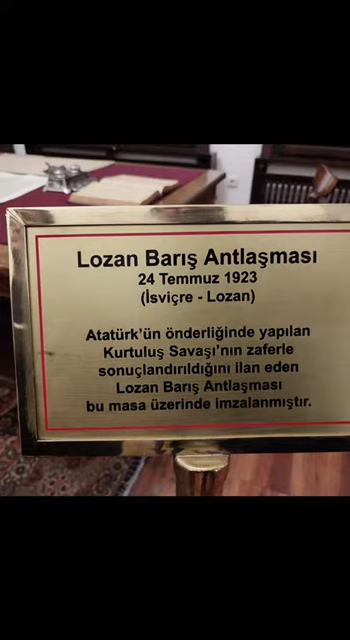 Lozan Barış Antlaşması
24 Temmuz 1923
(İsviçre - Lozan)
Atatürk'ün önderliğinde yapılan
Kurtuluş Savaşı'nın zaferle
sonuçlandırıldığını ilan eden
Lozan Barış Antlaşması
bu masa üzerinde imzalanmıştır.